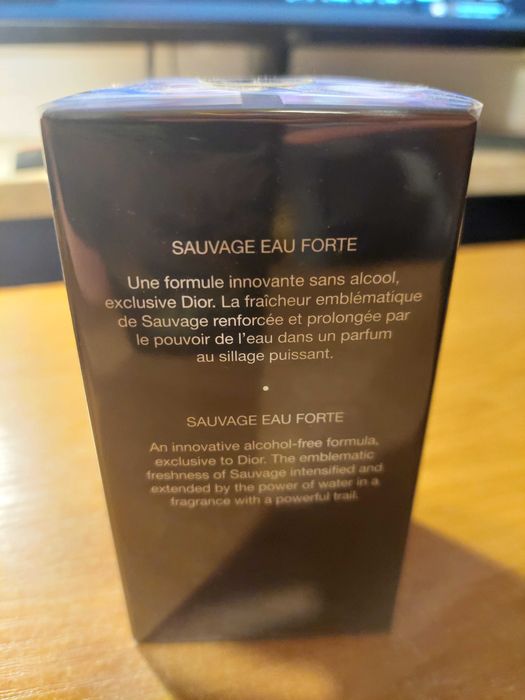 SAUVAGE EAU FORTE
Une formule innovante sans alcool,
exclusive Dior. La fraîcheur emblématique
de Sauvage renforcée et prolongée par
le pouvoir de l'eau dans un parfum
au sillage puissant.
•
SAUVAGE EAU FORTE
An innovative alcohol-free formula,
exclusive to Dior. The emblematic
freshness of Sauvage intensified and
extended by the power of water in a
fragrance with a powerful trail.